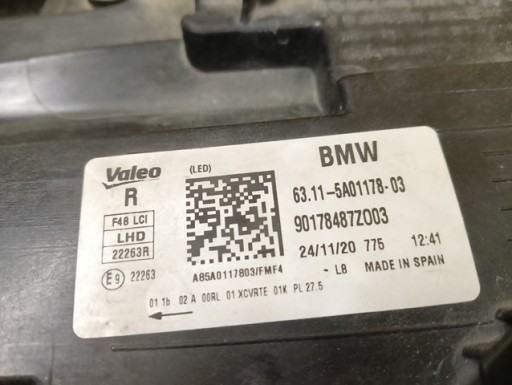 Valeo
(LED)
BMW
R
63.11-5A01178-03
90178487Z003
F48 LCI
LHD
22263R
24/11/20 775 12:41
E9 22263
A85A0117803/FMF4
- L8 MADE IN SPAIN
01 1b 02 A 00RL 01 XCVRTE 01K PL 27.5